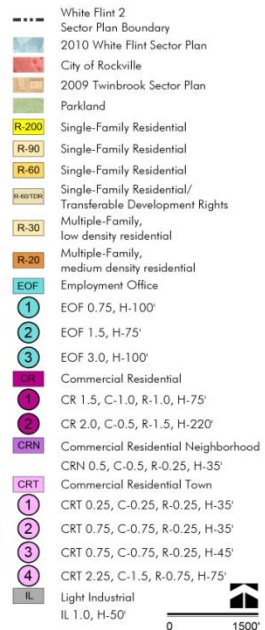 White Flint 2
Sector Plan Boundary
2010 White Flint Sector Plan
City of Rockville
2009 Twinbrook Sector Plan
Parkland
R-200 Single-Family Residential
R-90 Single-Family Residential
R-60 Single-Family Residential
R-60/TDR Single-Family Residential/
Transferable Development Rights
R-30 Multiple-Family,
low density residential
R-20 Multiple-Family,
medium density residential
EOF Employment Office
1 EOF 0.75, H-100'
2 EOF 1.5, H-75'
3 EOF 3.0, H-100'
CR Commercial Residential
1 CR 1.5, C-1.0, R-1.0, H-75'
2 CR 2.0, C-0.5, R-1.5, H-220'
CRN Commercial Residential Neighborhood
CRN 0.5, C-0.5, R-0.25, H-35'
CRT Commercial Residential Town
1 CRT 0.25, C-0.25, R-0.25, H-35'
2 CRT 0.75, C-0.75, R-0.25, H-35'
3 CRT 0.75, C-0.75, R-0.25, H-45'
4 CRT 2.25, C-1.5, R-0.75, H-75'
IL Light Industrial
IL 1.0, H-50'
0 1500'